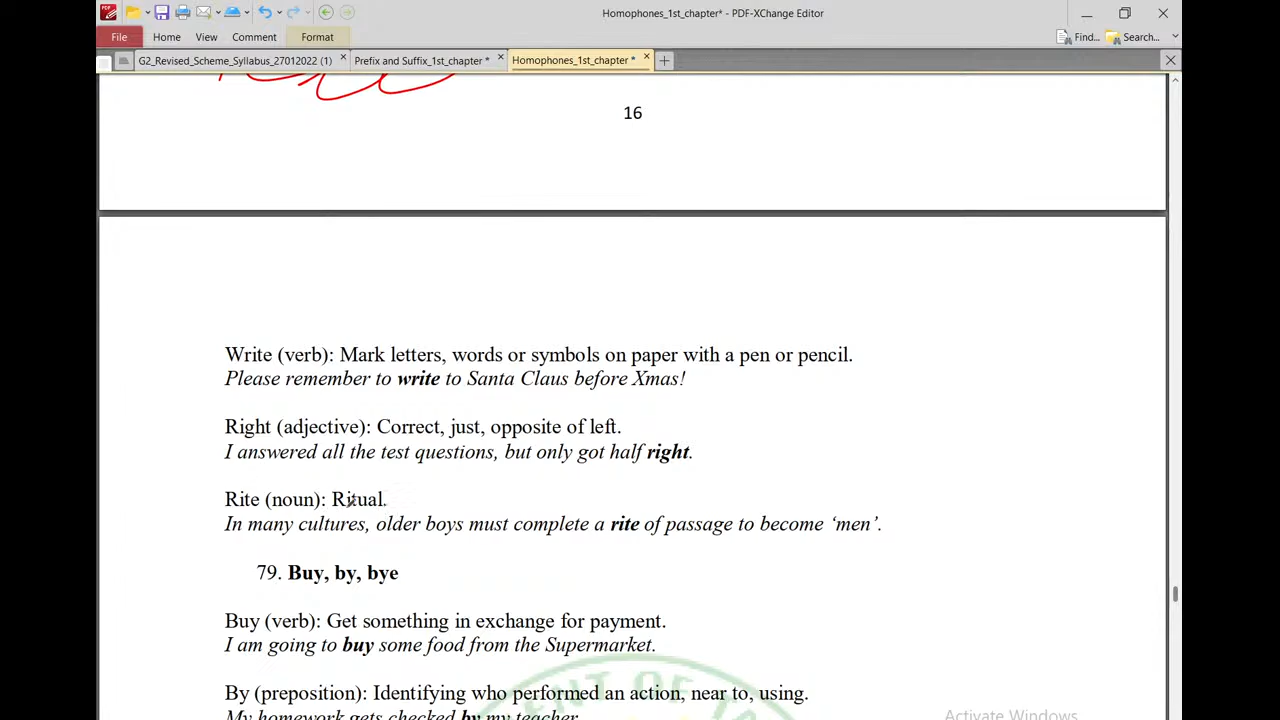 Homophones_1st_chapter* - PDF-XChange Editor
File Home View Comment Format Find... Search...
G2_Revised_Scheme_Syllabus_27012022 (1) Prefix and Suffix_1st_chapter * Homophones_1st_chapter *
16
Write (verb): Mark letters, words or symbols on paper with a pen or pencil.
Please remember to write to Santa Claus before Xmas!
Right (adjective): Correct, just, opposite of left.
I answered all the test questions, but only got half right.
Rite (noun): Ritual.
In many cultures, older boys must complete a rite of passage to become ‘men’.
79. Buy, by, bye
Buy (verb): Get something in exchange for payment.
I am going to buy some food from the Supermarket.
By (preposition): Identifying who performed an action, near to, using.
My homework gets checked by my teacher.
Activate Windows